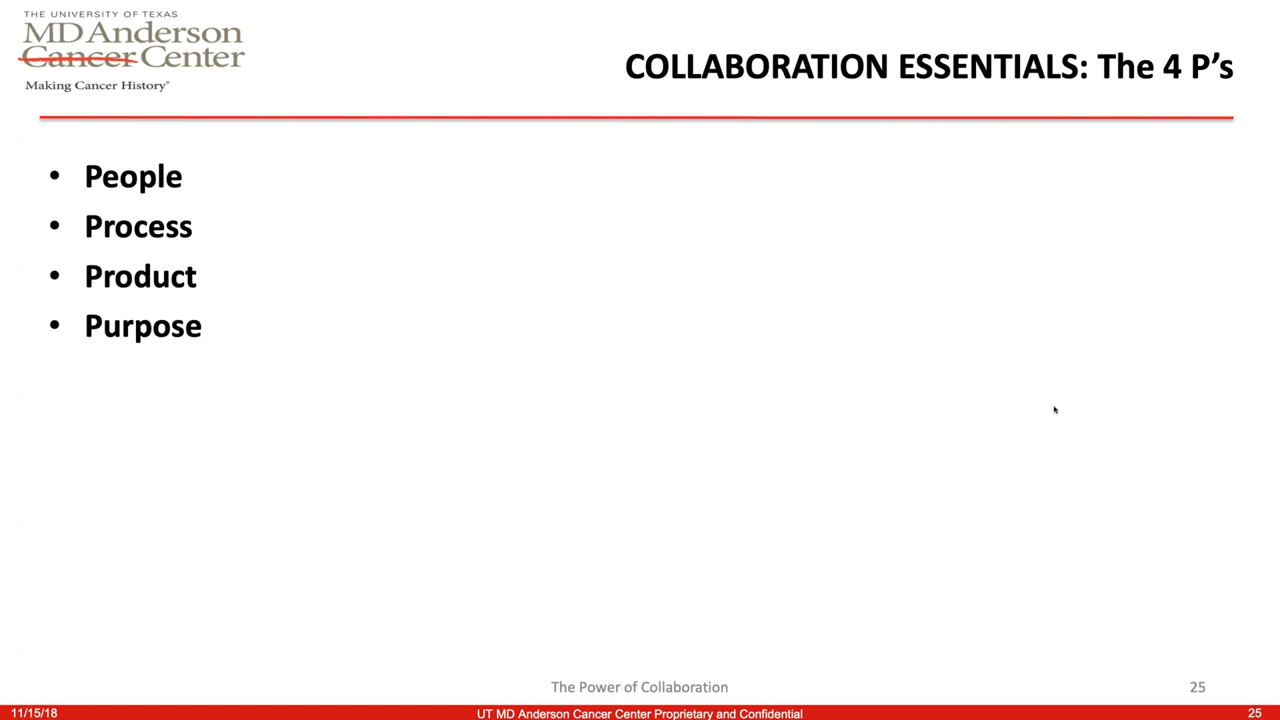 THE UNIVERSITY OF TEXAS
MD Anderson
Cancer Center
Making Cancer History®
COLLABORATION ESSENTIALS: The 4 P's
• People
• Process
• Product
• Purpose
The Power of Collaboration
25
11/15/18
UT MD Anderson Cancer Center Proprietary and Confidential
25